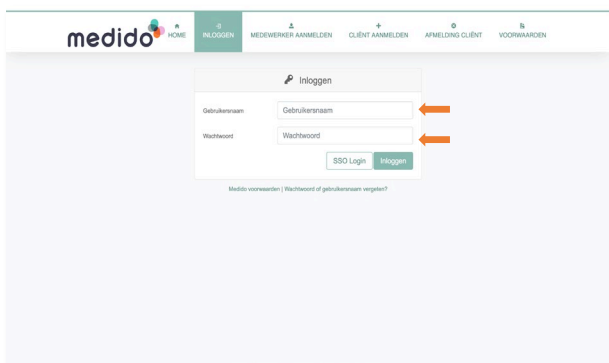 medido
HOME
INLOGGEN
MEDEWERKER AANMELDEN
CLIËNT AANMELDEN
AFMELDING CLIËNT
VOORWAARDEN
Inloggen
Gebruikersnaam
Gebruikersnaam
Wachtwoord
Wachtwoord
SSO Login
Inloggen
Medido voorwaarden | Wachtwoord of gebruikersnaam vergeten?